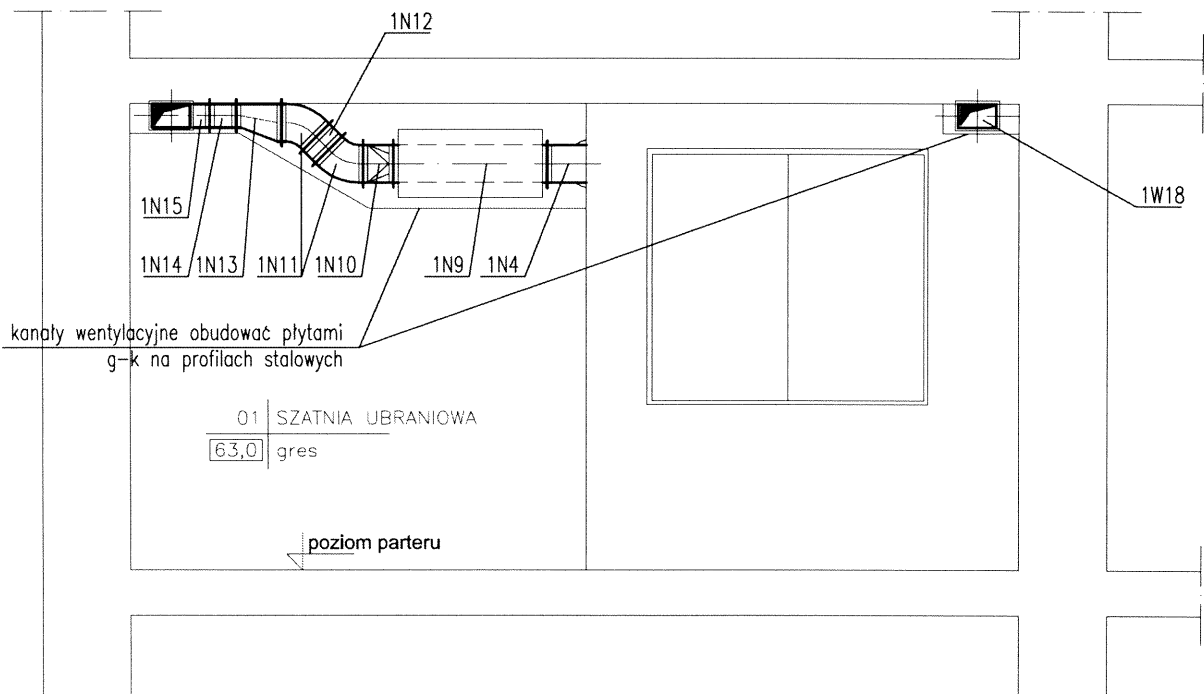 1N12
1N15
1W18
1N14 1N13 1N11 1N10 1N9 1N4
kanały wentylacyjne obudować płytami
g-k na profilach stalowych
01 SZATNIA UBRANIOWA
63,0 gres
poziom parteru